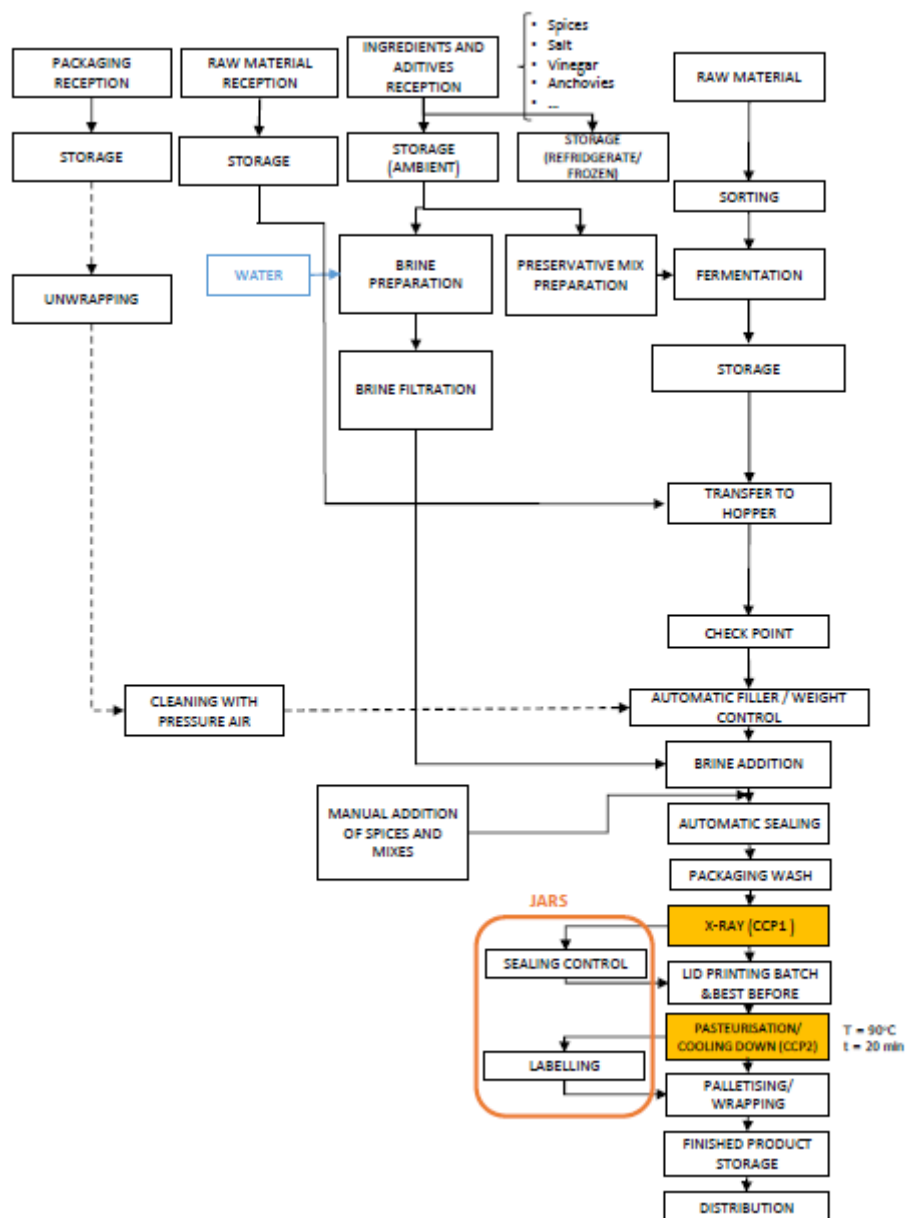 PACKAGING
RECEPTION
RAW MATERIAL
RECEPTION
INGREDIENTS AND
ADITIVES
RECEPTION
• Spices
• Salt
• Vinegar
• Anchovies
• ...
RAW MATERIAL
STORAGE
STORAGE
STORAGE
(AMBIENT)
STORAGE
(REFRIDGERATE/
FROZEN)
SORTING
WATER
BRINE
PREPARATION
PRESERVATIVE MIX
PREPARATION
FERMENTATION
UNWRAPPING
BRINE FILTRATION
STORAGE
TRANSFER TO
HOPPER
CHECK POINT
CLEANING WITH
PRESSURE AIR
AUTOMATIC FILLER / WEIGHT
CONTROL
BRINE ADDITION
MANUAL ADDITION
OF SPICES AND
MIXES
AUTOMATIC SEALING
PACKAGING WASH
JARS
X-RAY (CCP1 )
SEALING CONTROL
LID PRINTING BATCH
&BEST BEFORE
PASTEURISATION/
COOLING DOWN (CCP2)
T = 90°C
t = 20 min
LABELLING
PALLETISING/
WRAPPING
FINISHED PRODUCT
STORAGE
DISTRIBUTION